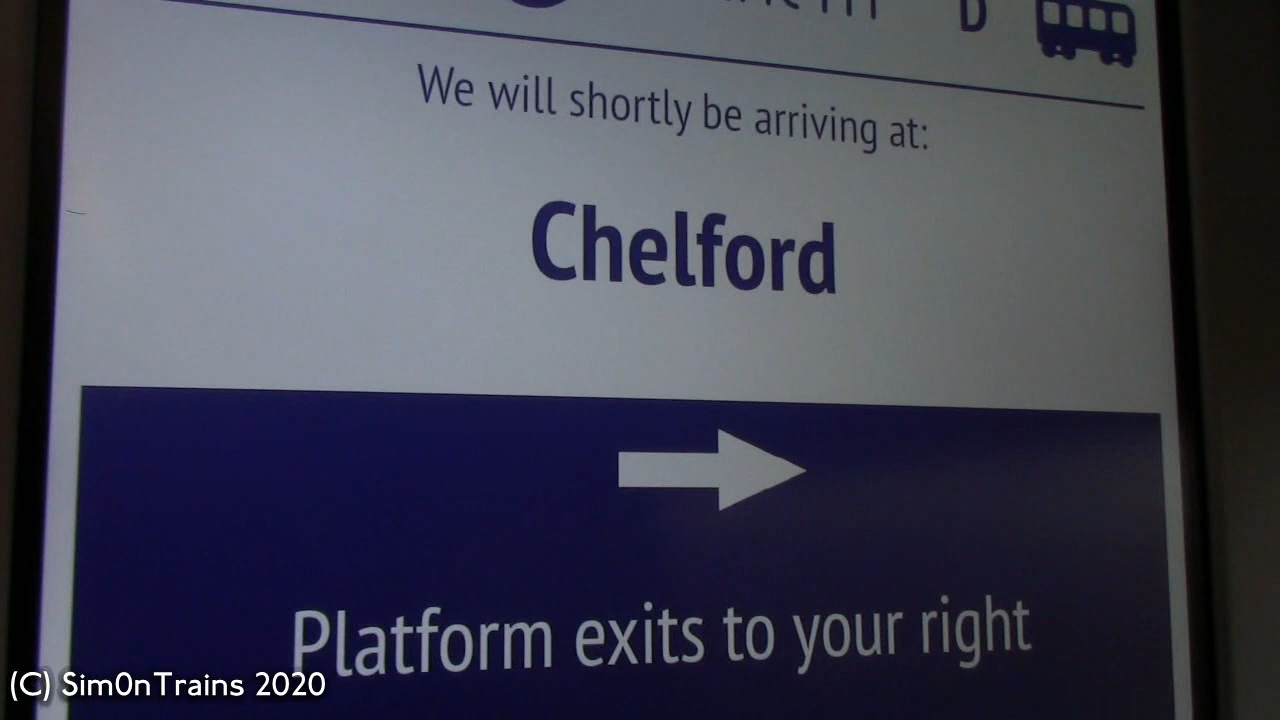 D
We will shortly be arriving at:
Chelford
Platform exits to your right
(C) Sim0nTrains 2020